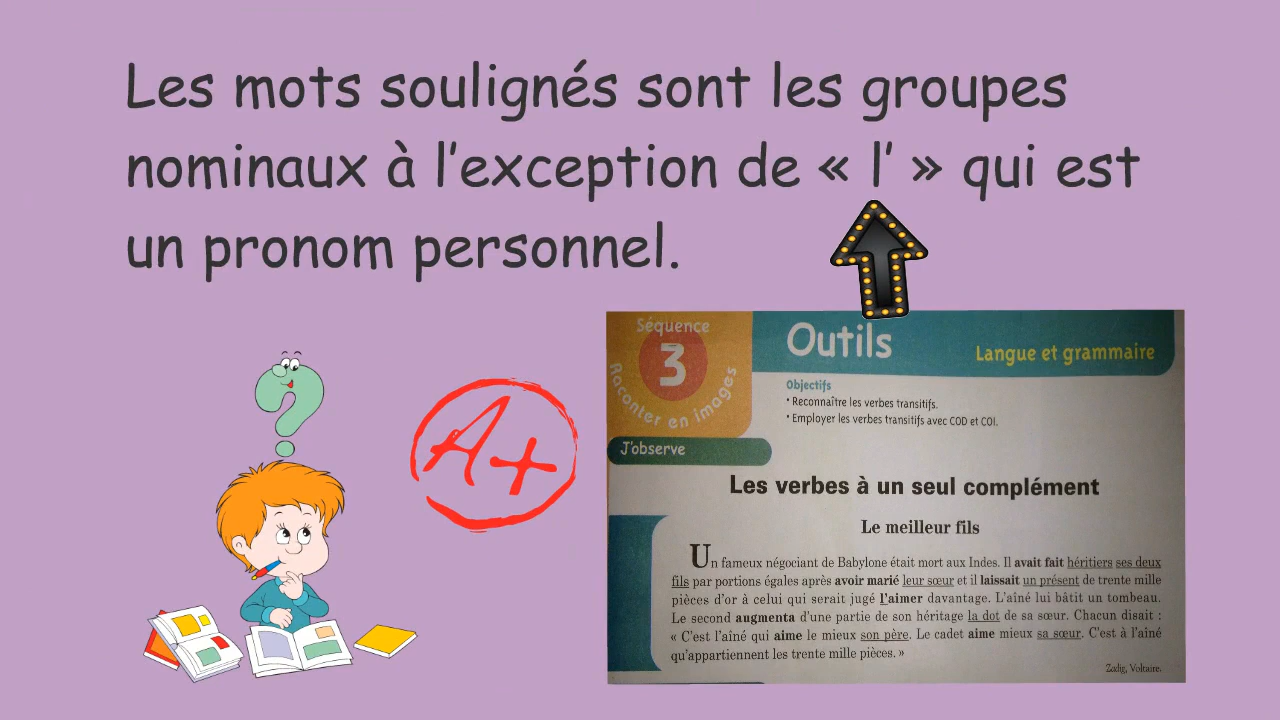 Les mots soulignés sont les groupes
nominaux à l'exception de « l' » qui est
un pronom personnel.
A+
Séquence
3
Raconter en images
Outils
Langue et grammaire
Objectifs
• Reconnaître les verbes transitifs.
• Employer les verbes transitifs avec COD et COI.
J'observe
Les verbes à un seul complément
Le meilleur fils
Un fameux négociant de Babylone était mort aux Indes. Il avait fait héritiers ses deux
fils par portions égales après avoir marié leur sœur et il laissait un présent de trente mille
pièces d'or à celui qui serait jugé l'aimer davantage. L'aîné lui bâtit un tombeau.
Le second augmenta d'une partie de son héritage la dot de sa sœur. Chacun disait :
« C'est l'aîné qui aime le mieux son père. Le cadet aime mieux sa sœur. C'est à l'aîné
qu'appartiennent les trente mille pièces. »
Zadig, Voltaire.